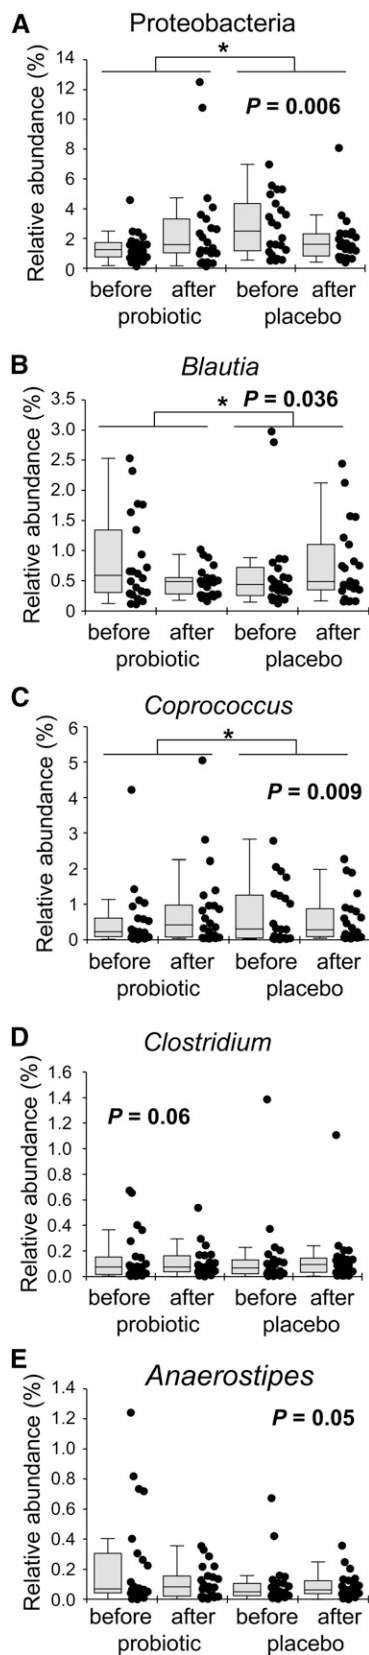 A Proteobacteria
Relative abundance (%)
14
12
10
8
6
4
2
0
*
P = 0.006
before after before after
probiotic placebo
B Blautia
Relative abundance (%)
3.5
3.0
2.5
2.0
1.5
1.0
0.5
0
* P = 0.036
before after before after
probiotic placebo
C Coprococcus
Relative abundance (%)
6
5
4
3
2
1
0
*
P = 0.009
before after before after
probiotic placebo
D Clostridium
Relative abundance (%)
1.6
1.4
1.2
1.0
0.8
0.6
0.4
0.2
0.0
P = 0.06
before after before after
probiotic placebo
E Anaerostipes
Relative abundance (%)
1.4
1.2
1.0
0.8
0.6
0.4
0.2
0.0
P = 0.05
before after before after
probiotic placebo